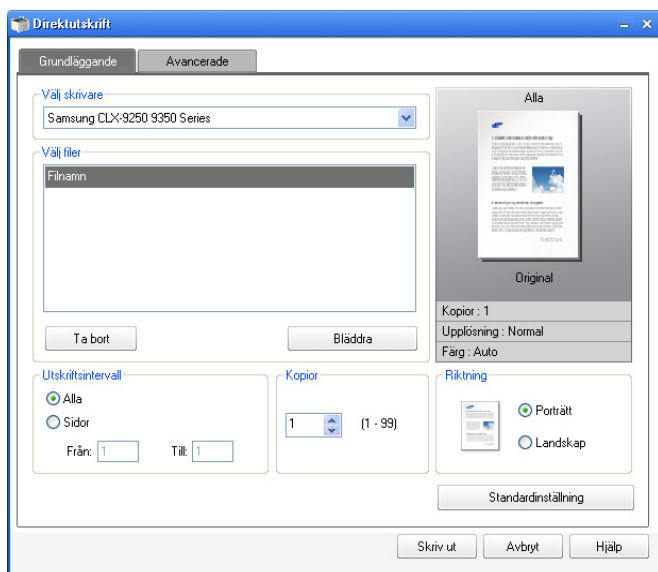 Direktutskrift
Grundläggande
Avancerade
Välj skrivare
Samsung CLX-9250 9350 Series
Välj filer
Filnamn
Ta bort
Bläddra
Alla
Original
Kopior : 1
Upplösning : Normal
Färg : Auto
Utskriftsintervall
Alla
Sidor
Från: 1 Till: 1
Kopior
1 (1 - 99)
Riktning
Porträtt
Landskap
Standardinställning
Skriv ut
Avbryt
Hjälp